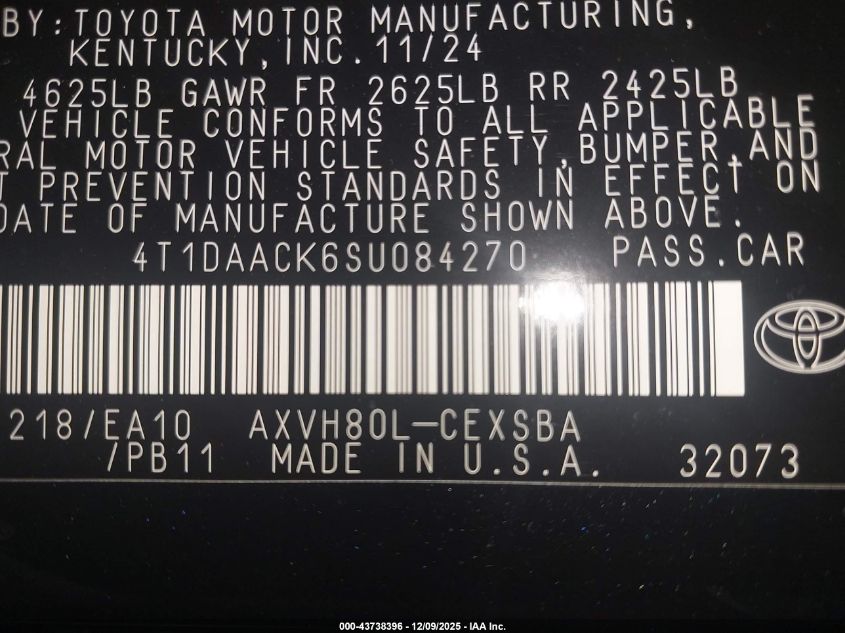 BY: TOYOTA MOTOR MANUFACTURING,
KENTUCKY, INC. 11/24
4625LB GAWR FR 2625LB RR 2425LB
VEHICLE CONFORMS TO ALL APPLICABLE
RAL MOTOR VEHICLE SAFETY, BUMPER, AND
T PREVENTION STANDARDS IN EFFECT ON
DATE OF MANUFACTURE SHOWN ABOVE.
4T1DAACK6SU084270 PASS. CAR
218/EA10 AXVH80L-CEXSBA
/PB11 MADE IN U.S.A. 32073
000-43738396 - 12/09/2025 - IAA Inc.